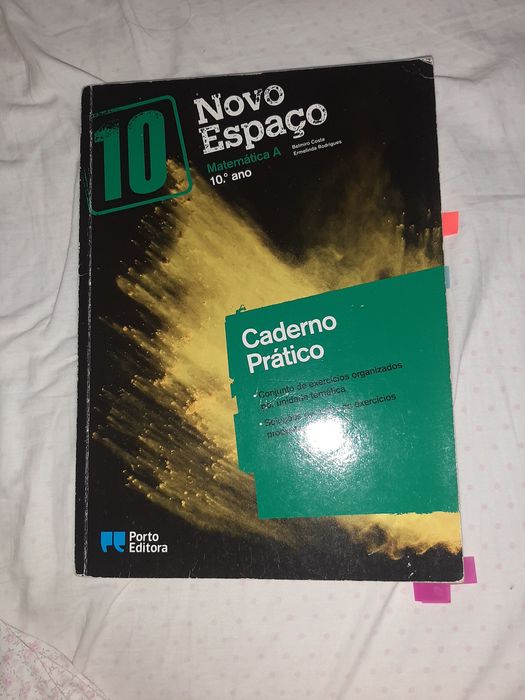 10
Novo
Espaço
Matemática A
10.º ano
Belmiro Costa
Ermelinda Rodrigues
Caderno
Prático
• Conjunto de exercícios organizados
por unidade temática
exercícios
Porto
Editora